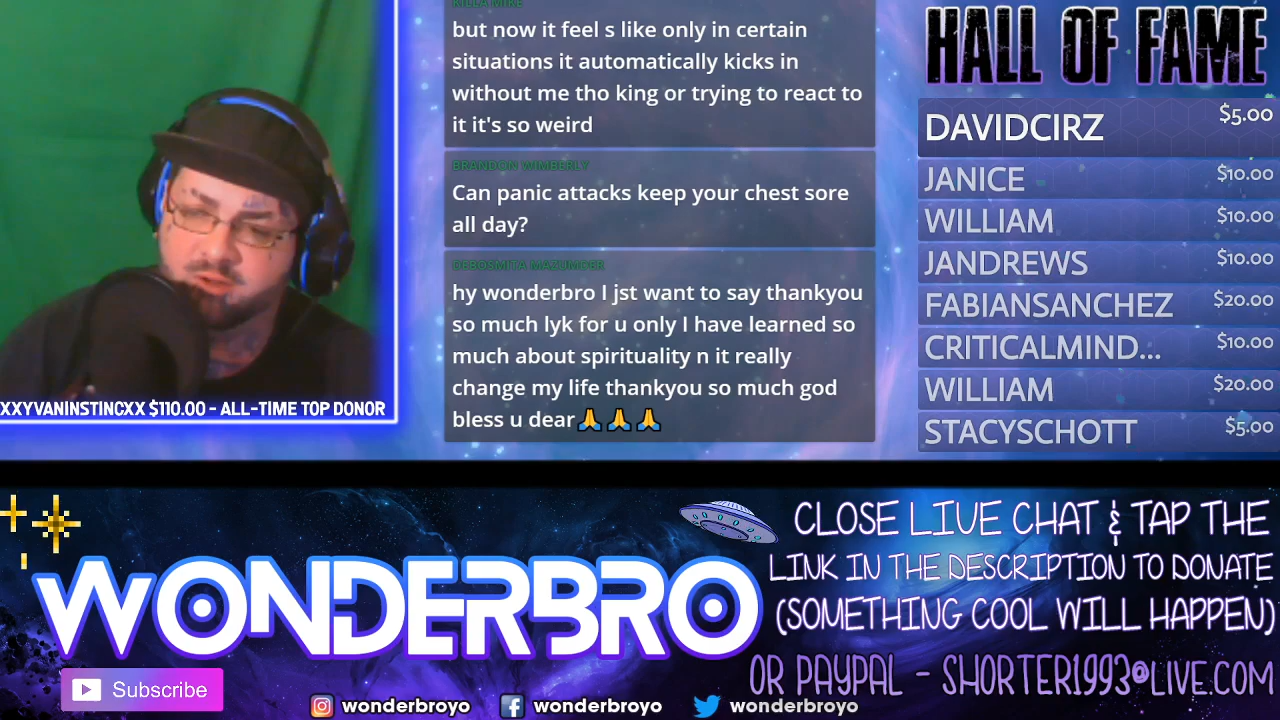 KILLA MIKE
but now it feel s like only in certain
situations it automatically kicks in
without me tho king or trying to react to
it it's so weird
BRANDON WIMBERLY
Can panic attacks keep your chest sore
all day?
DEBOSMITA MAZUMDER
hy wonderbro I jst want to say thankyou
so much lyk for u only I have learned so
much about spirituality n it really
change my life thankyou so much god
bless u dear🙏🙏🙏
XXYVANINSTINCXX $110.00 - ALL-TIME TOP DONOR
HALL OF FAME
DAVIDCIRZ $5.00
JANICE $10.00
WILLIAM $10.00
JANDREWS $10.00
FABIANSANCHEZ $20.00
CRITICALMIND... $10.00
WILLIAM $20.00
STACYSCHOTT $5.00
WONDERBRO
Subscribe
wonderbroyo wonderbroyo wonderbroyo
CLOSE LIVE CHAT & TAP THE
LINK IN THE DESCRIPTION TO DONATE
(SOMETHING COOL WILL HAPPEN)
OR PAYPAL - SHORTER1993@LIVE.COM